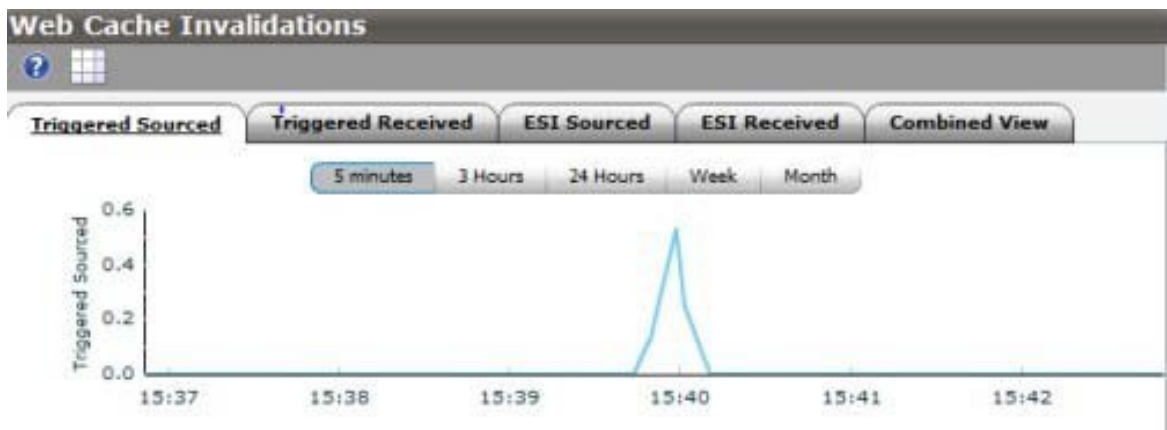 Web Cache Invalidations
?
Triggered Sourced Triggered Received ESI Sourced ESI Received Combined View
5 minutes 3 Hours 24 Hours Week Month
Triggered Sourced
0.6
0.4
0.2
0.0
15:37 15:38 15:39 15:40 15:41 15:42